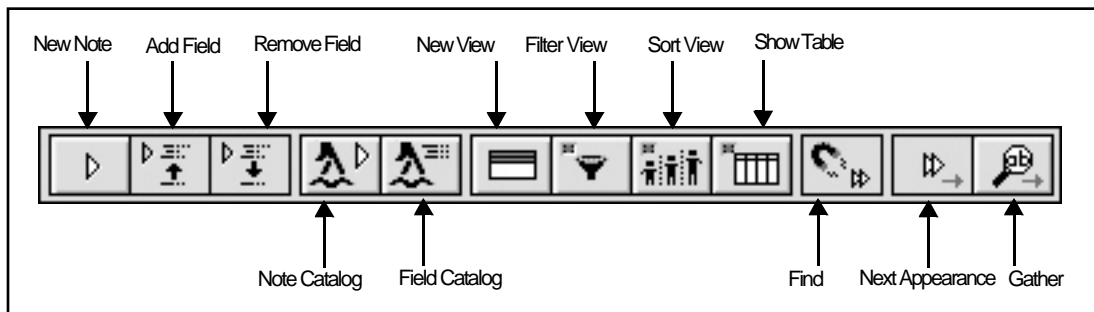 New Note
Add Field
Remove Field
New View
Filter View
Sort View
Show Table
ab
Note Catalog
Field Catalog
Find
Next Appearance
Gather